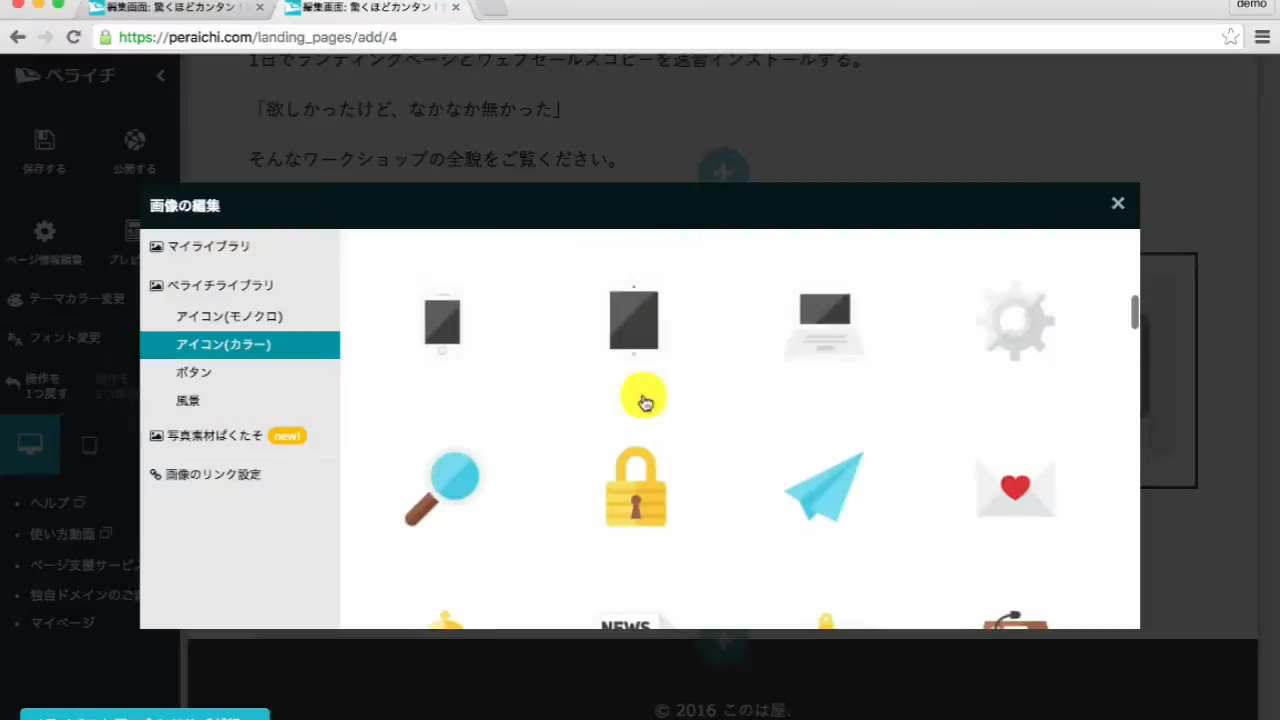 編集画面: 驚くほどカンタン！
編集画面: 驚くほどカンタン！
demo
https://peraichi.com/landing_pages/add/4
ペライチ
1日でランディングページとウェブセールスコピーを速習インストールする。
「欲しかったけど、なかなか無かった」
そんなワークショップの全貌をご覧ください。
保存する
公開する
ページ情報編集
プレビ
テーマカラー変更
フォント変更
操作を
1つ戻す
ヘルプ
使い方動画
ページ支援サービ
独自ドメインのご
マイページ
画像の編集
マイライブラリ
ペライチライブラリ
アイコン(モノクロ)
アイコン(カラー)
ボタン
風景
写真素材ぱくたそ new!
画像のリンク設定
NEWS
© 2016 このは屋.